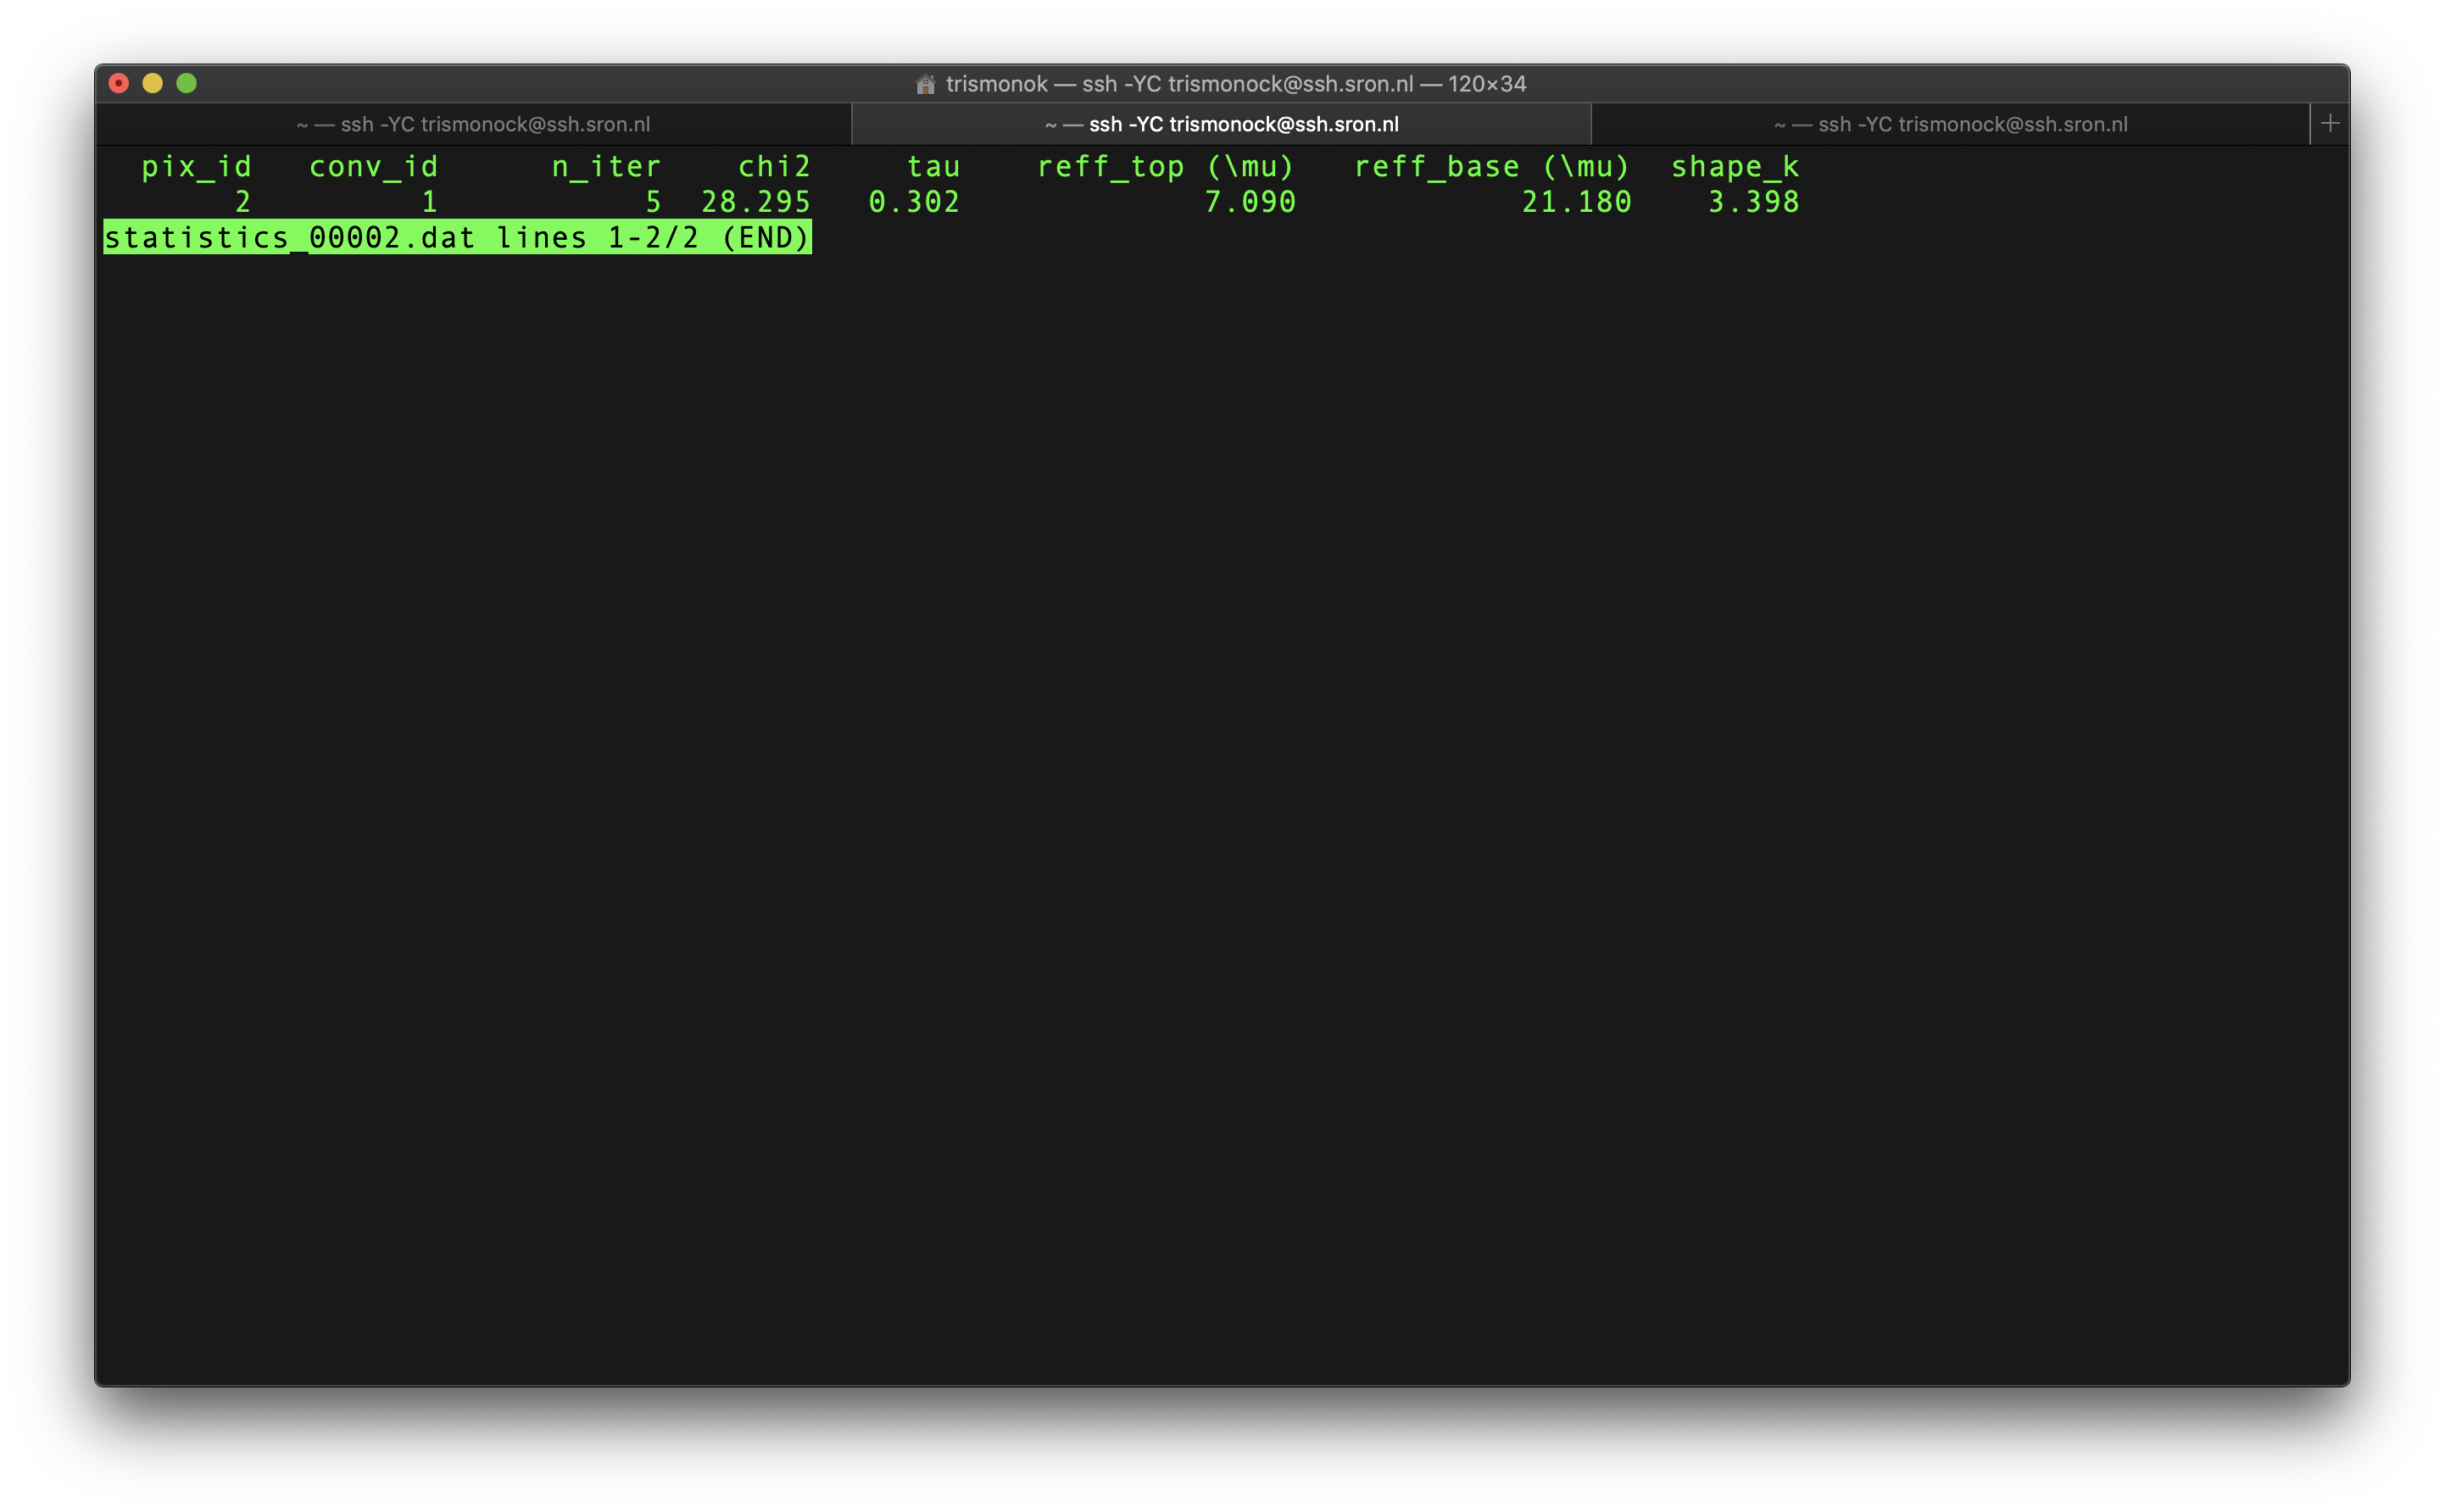 trismonok — ssh -YC trismonock@ssh.sron.nl — 120×34
~ — ssh -YC trismonock@ssh.sron.nl ~ — ssh -YC trismonock@ssh.sron.nl ~ — ssh -YC trismonock@ssh.sron.nl +
pix_id conv_id n_iter chi2 tau reff_top (\mu) reff_base (\mu) shape_k
2 1 5 28.295 0.302 7.090 21.180 3.398
statistics_00002.dat lines 1-2/2 (END)